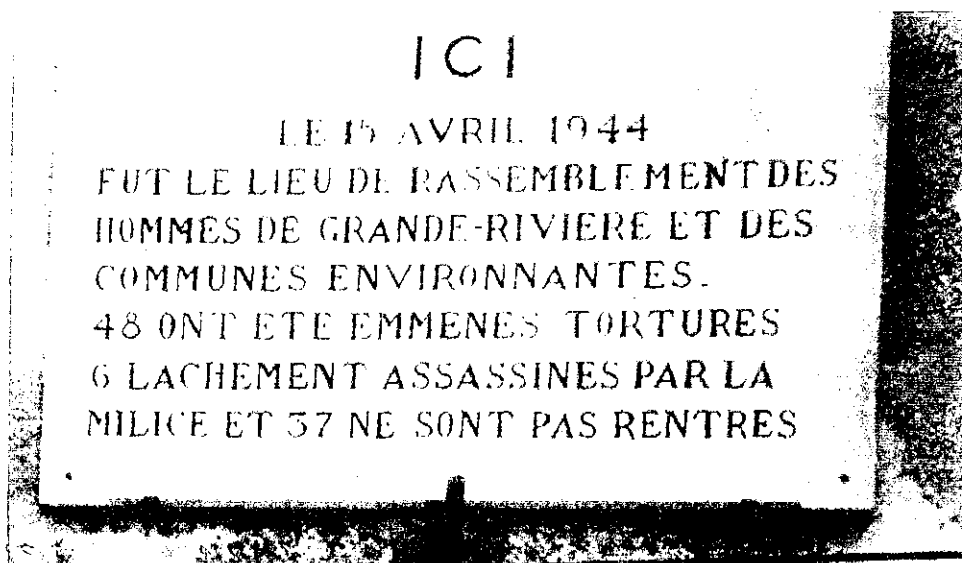 ICI
LE 15 AVRIL 1944
FUT LE LIEU DE RASSEMBLEMENT DES
HOMMES DE GRANDE-RIVIERE ET DES
COMMUNES ENVIRONNANTES.
48 ONT ETE EMMENES TORTURES
6 LACHEMENT ASSASSINES PAR LA
MILICE ET 37 NE SONT PAS RENTRES